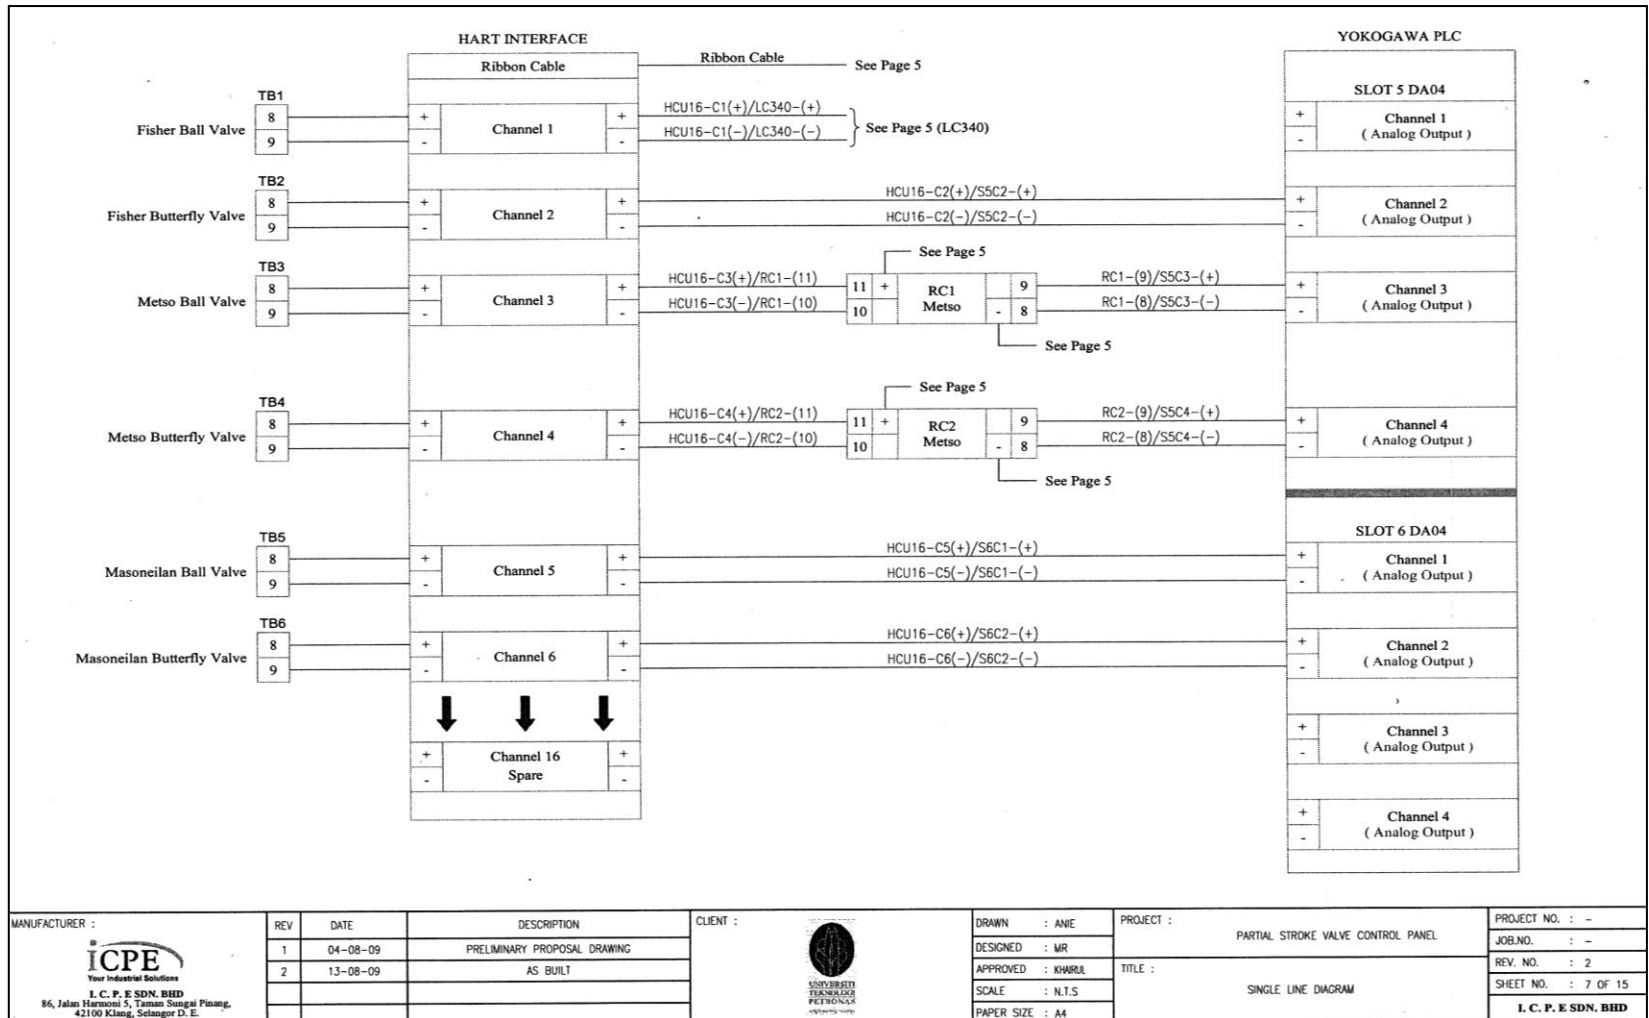 HART INTERFACE
YOKOGAWA PLC
Ribbon Cable
Ribbon Cable
See Page 5
SLOT 5 DA04
TB1
Fisher Ball Valve
8
9
+
-
Channel 1
+
-
HCU16-C1(+)/LC340-(+)
HCU16-C1(-)/LC340-(-)
See Page 5 (LC340)
+
-
Channel 1
( Analog Output )
TB2
Fisher Butterfly Valve
8
9
+
-
Channel 2
+
-
HCU16-C2(+)/S5C2-(+)
HCU16-C2(-)/S5C2-(-)
+
-
Channel 2
( Analog Output )
TB3
Metso Ball Valve
8
9
+
-
Channel 3
+
-
HCU16-C3(+)/RC1-(11)
HCU16-C3(-)/RC1-(10)
See Page 5
11 +
10
RC1
Metso
9
- 8
See Page 5
RC1-(9)/S5C3-(+)
RC1-(8)/S5C3-(-)
+
-
Channel 3
( Analog Output )
TB4
Metso Butterfly Valve
8
9
+
-
Channel 4
+
-
HCU16-C4(+)/RC2-(11)
HCU16-C4(-)/RC2-(10)
See Page 5
11 +
10
RC2
Metso
9
- 8
See Page 5
RC2-(9)/S5C4-(+)
RC2-(8)/S5C4-(-)
+
-
Channel 4
( Analog Output )
SLOT 6 DA04
TB5
Masoneilan Ball Valve
8
9
+
-
Channel 5
+
-
HCU16-C5(+)/S6C1-(+)
HCU16-C5(-)/S6C1-(-)
+
-
Channel 1
( Analog Output )
TB6
Masoneilan Butterfly Valve
8
9
+
-
Channel 6
+
-
HCU16-C6(+)/S6C2-(+)
HCU16-C6(-)/S6C2-(-)
+
-
Channel 2
( Analog Output )
+
-
Channel 16
Spare
+
-
+
-
Channel 3
( Analog Output )
+
-
Channel 4
( Analog Output )
MANUFACTURER :
iCPE
Your Industrial Solutions
I. C. P. E SDN. BHD
86, Jalan Harmoni 5, Taman Sungai Pinang,
42100 Klang, Selangor D. E.
REV DATE DESCRIPTION
1 04-08-09 PRELIMINARY PROPOSAL DRAWING
2 13-08-09 AS BUILT
CLIENT :
UNIVERSITI
TEKNOLOGI
PETRONAS
DRAWN : ANIE
DESIGNED : MR
APPROVED : KHAIRUL
SCALE : N.T.S
PAPER SIZE : A4
PROJECT :
PARTIAL STROKE VALVE CONTROL PANEL
TITLE :
SINGLE LINE DIAGRAM
PROJECT NO. : -
JOB.NO. : -
REV. NO. : 2
SHEET NO. : 7 OF 15
I. C. P. E SDN. BHD